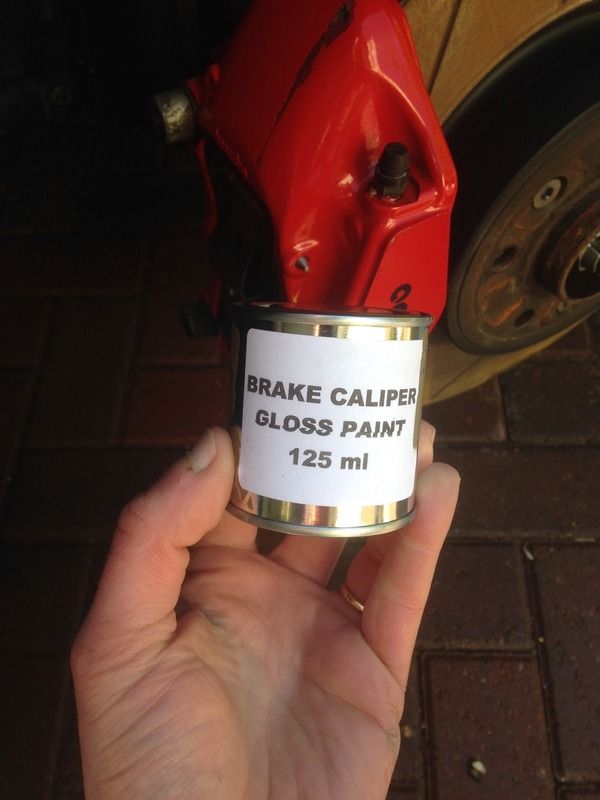 BRAKE CALIPER
GLOSS PAINT
125 ml